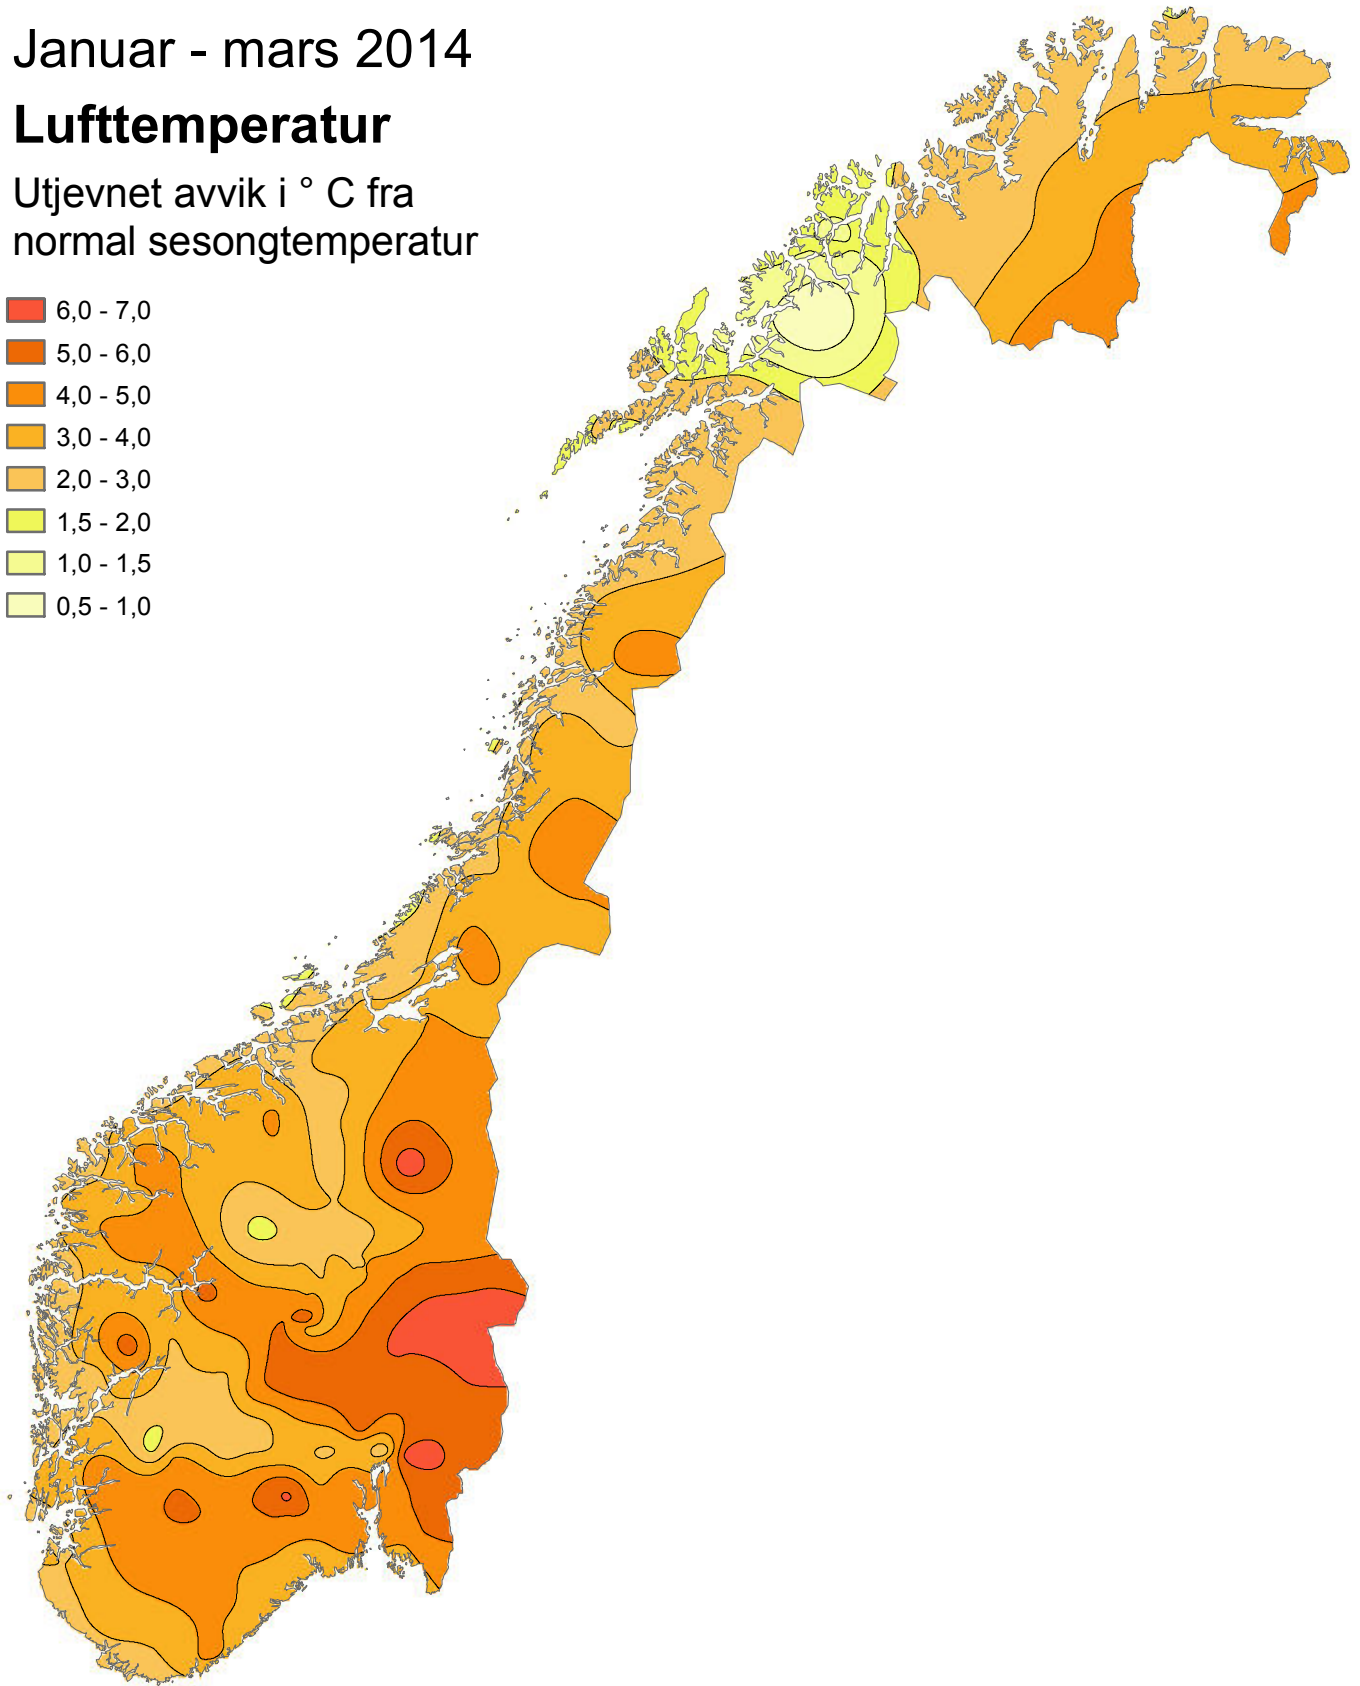 Januar - mars 2014
Lufttemperatur
Utjevnet avvik i ° C fra
normal sesongtemperatur
6,0 - 7,0
5,0 - 6,0
4,0 - 5,0
3,0 - 4,0
2,0 - 3,0
1,5 - 2,0
1,0 - 1,5
0,5 - 1,0